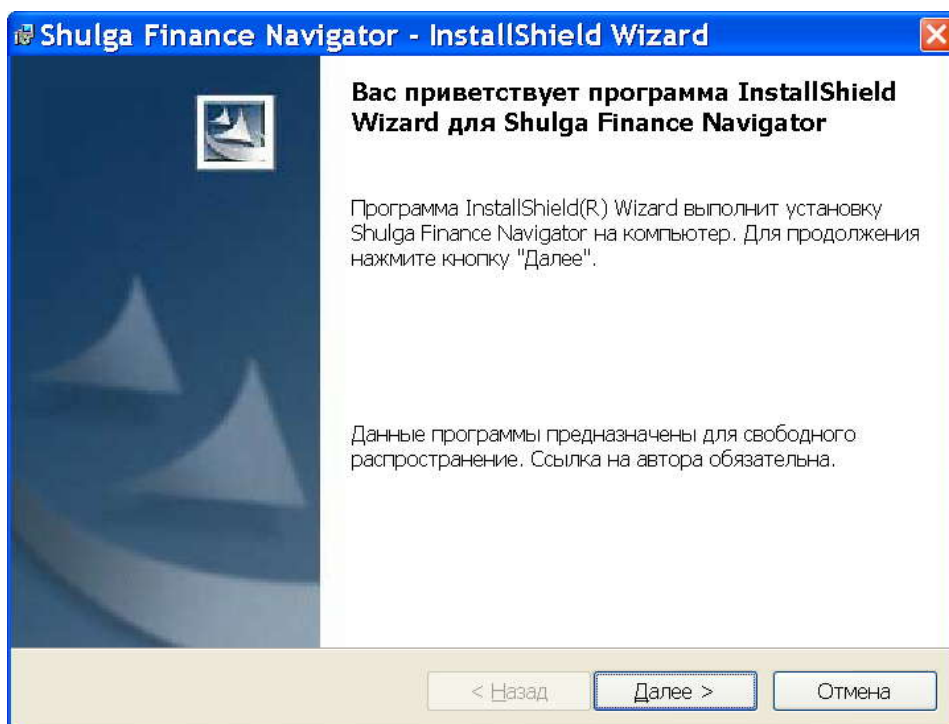 Shulga Finance Navigator - InstallShield Wizard
Вас приветствует программа InstallShield
Wizard для Shulga Finance Navigator
Программа InstallShield(R) Wizard выполнит установку
Shulga Finance Navigator на компьютер. Для продолжения
нажмите кнопку "Далее".
Данные программы предназначены для свободного
распространение. Ссылка на автора обязательна.
< Назад
Далее >
Отмена